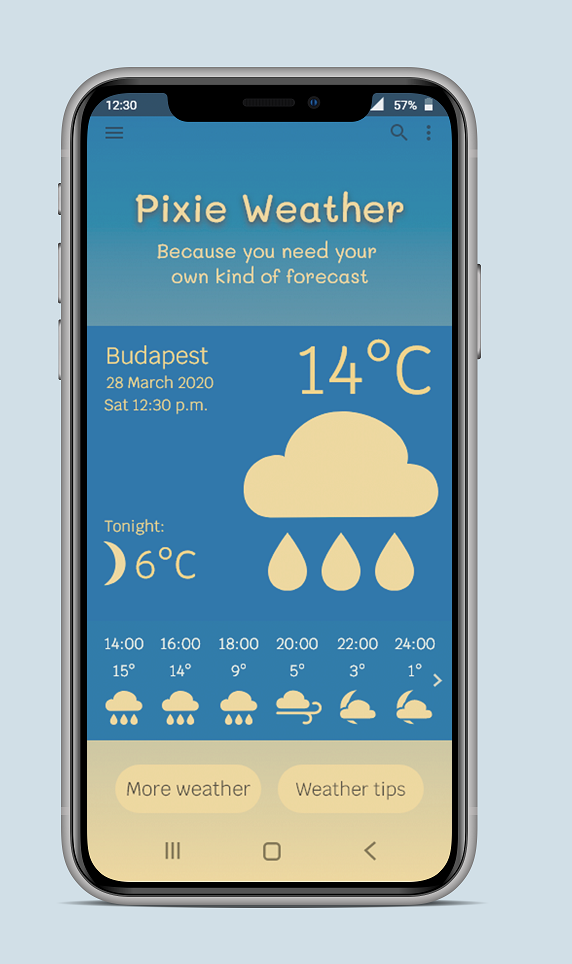 12:30 57%
Pixie Weather
Because you need your
own kind of forecast
Budapest
28 March 2020
Sat 12:30 p.m.
14°C
Tonight:
6°C
14:00 16:00 18:00 20:00 22:00 24:00
15° 14° 9° 5° 3° 1°
More weather Weather tips